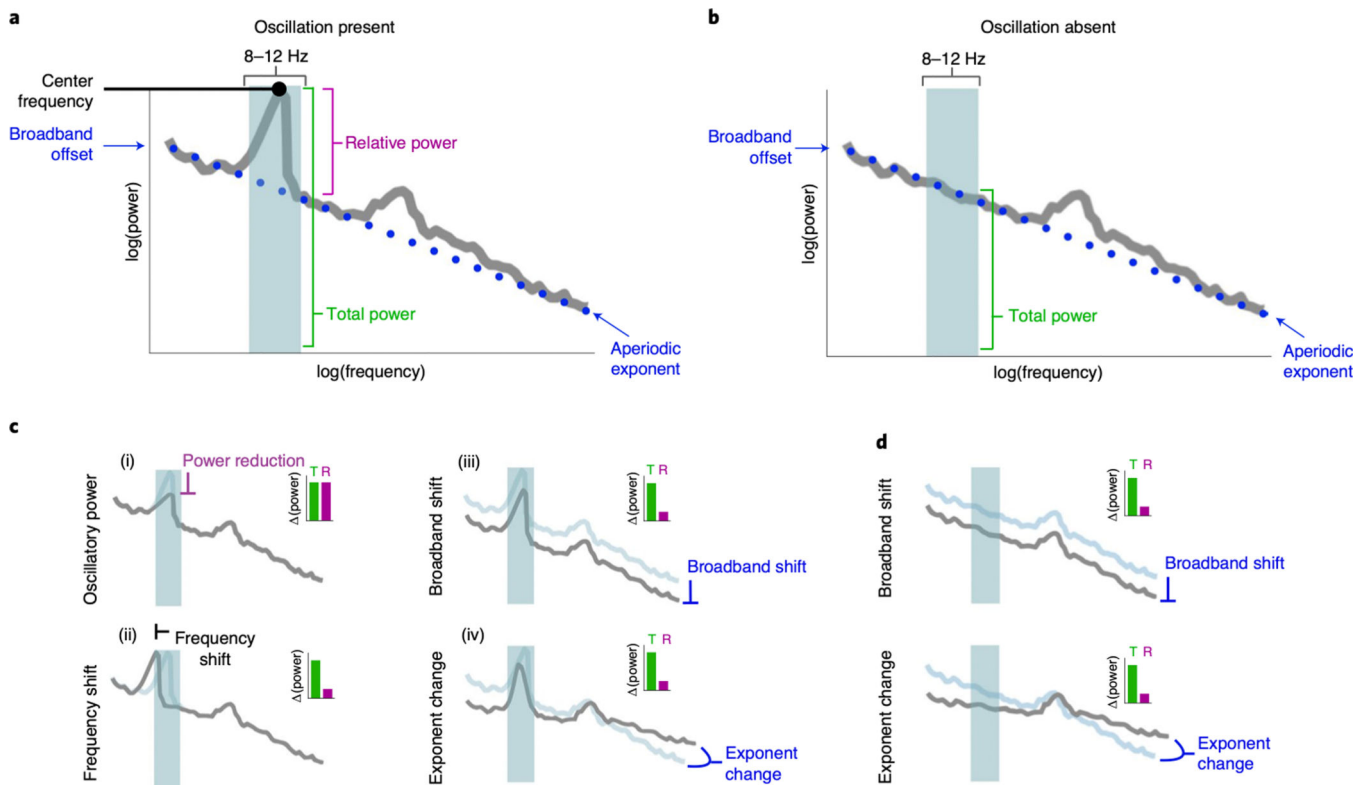 a
Oscillation present
8–12 Hz
Center
frequency
Broadband
offset
Relative power
Total power
log(power)
log(frequency)
Aperiodic
exponent
b
Oscillation absent
8–12 Hz
Broadband
offset
log(power)
Total power
log(frequency)
Aperiodic
exponent
c
Oscillatory power
(i)
Power reduction
T R
Δ(power)
Frequency shift
(ii)
Frequency
shift
Δ(power)
Broadband shift
(iii)
T R
Δ(power)
Broadband shift
Exponent change
(iv)
T R
Δ(power)
Exponent
change
d
Broadband shift
T R
Δ(power)
Broadband shift
Exponent change
T R
Δ(power)
Exponent
change